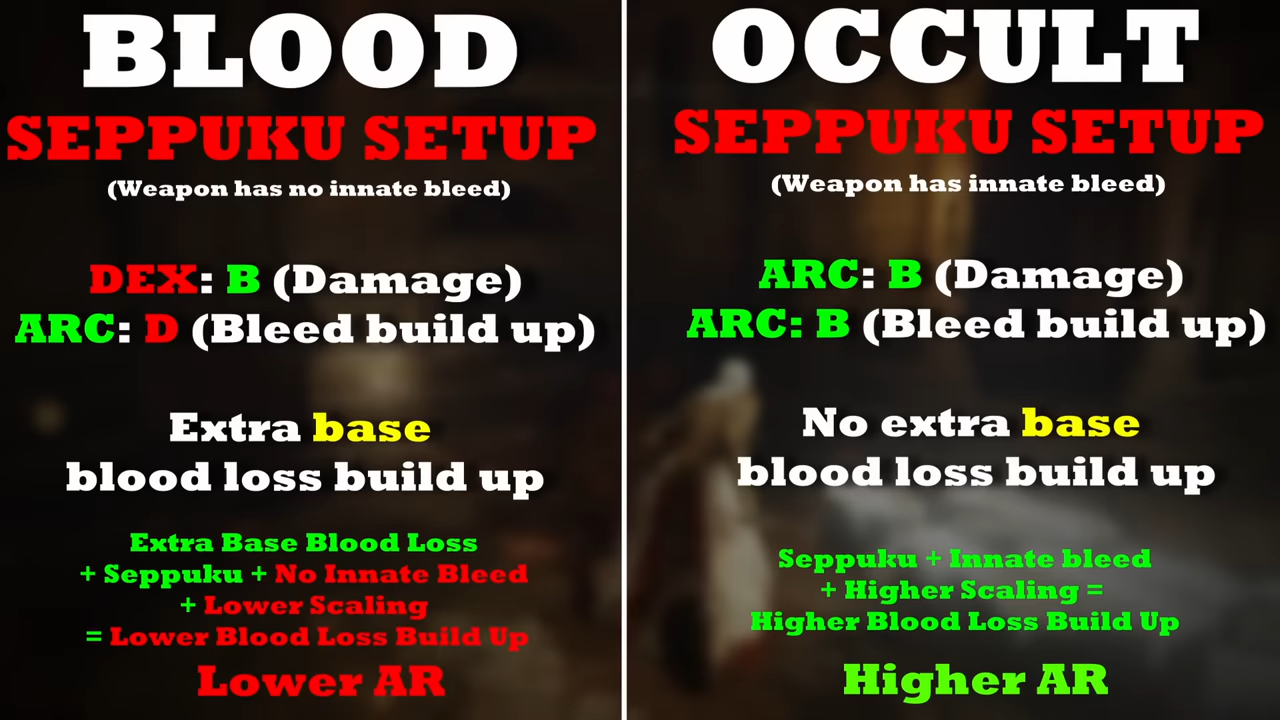 BLOOD
SEPPUKU SETUP
(Weapon has no innate bleed)
DEX: B (Damage)
ARC: D (Bleed build up)
Extra base
blood loss build up
Extra Base Blood Loss
+ Seppuku + No Innate Bleed
+ Lower Scaling
= Lower Blood Loss Build Up
Lower AR
OCCULT
SEPPUKU SETUP
(Weapon has innate bleed)
ARC: B (Damage)
ARC: B (Bleed build up)
No extra base
blood loss build up
Seppuku + Innate bleed
+ Higher Scaling =
Higher Blood Loss Build Up
Higher AR